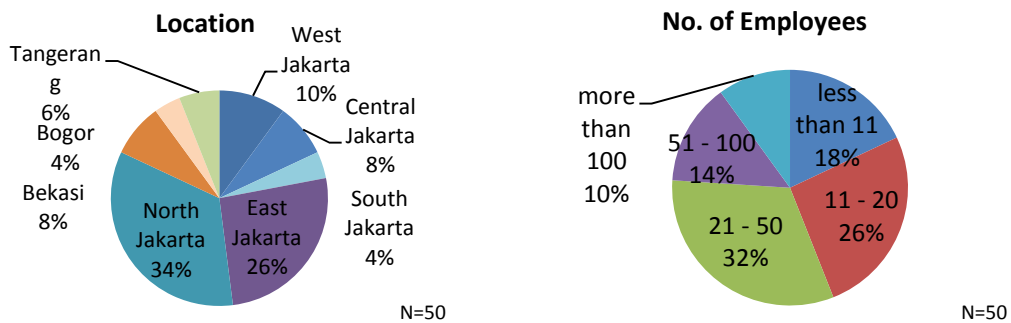 Location
West
Jakarta
10%
Central
Jakarta
8%
South
Jakarta
4%
East
Jakarta
26%
North
Jakarta
34%
Bekasi
8%
Bogor
4%
Tangeran
g
6%
N=50
No. of Employees
less
than 11
18%
11 - 20
26%
21 - 50
32%
51 - 100
14%
more
than
100
10%
N=50